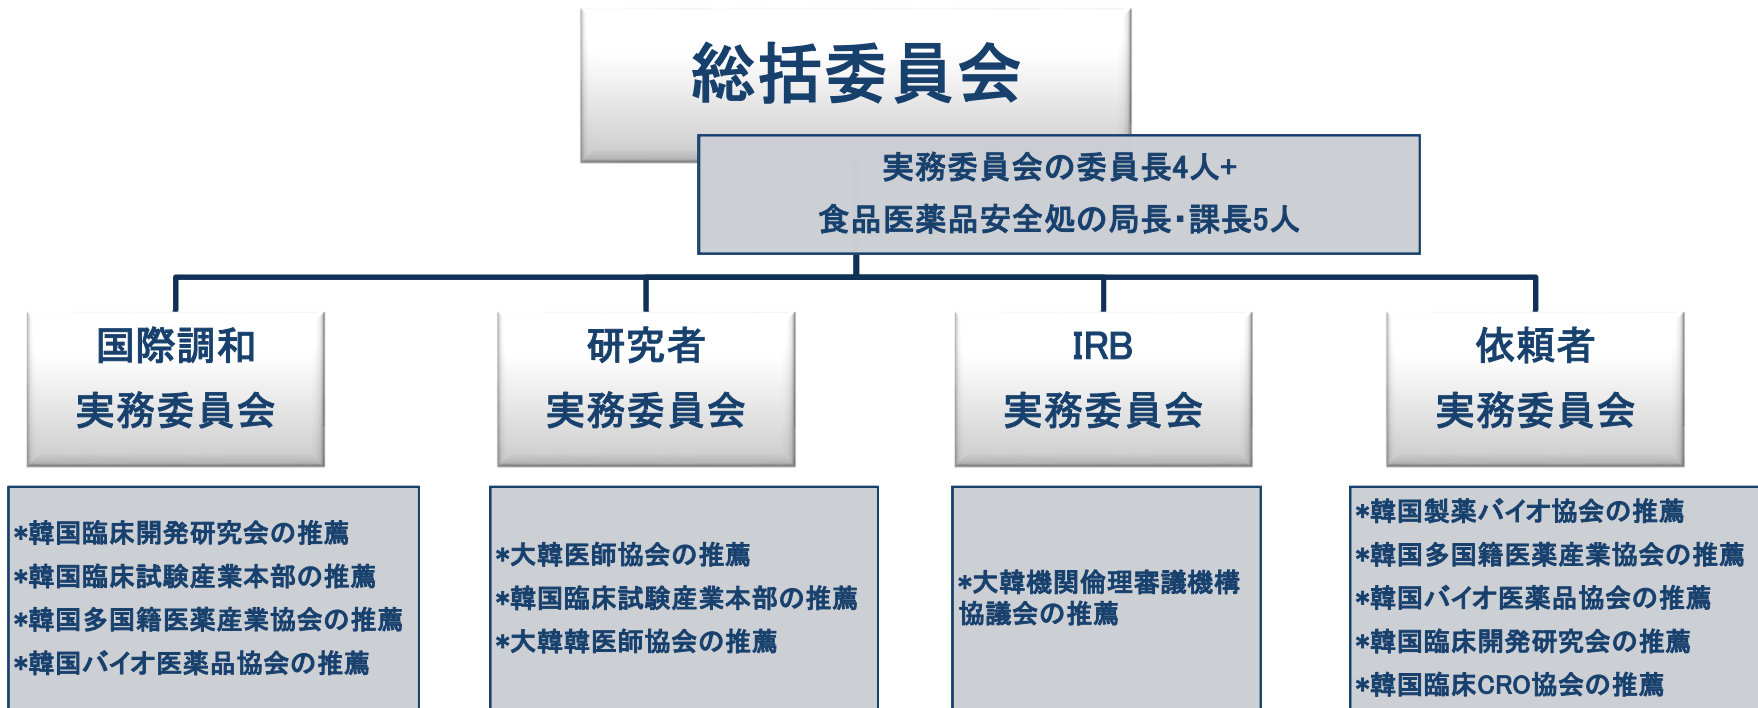 総括委員会
実務委員会の委員長4人+
食品医薬品安全処の局長・課長5人
国際調和
実務委員会
研究者
実務委員会
IRB
実務委員会
依頼者
実務委員会
*韓国臨床開発研究会の推薦
*韓国臨床試験産業本部の推薦
*韓国多国籍医薬産業協会の推薦
*韓国バイオ医薬品協会の推薦
*大韓医師協会の推薦
*韓国臨床試験産業本部の推薦
*大韓韓医師協会の推薦
*大韓機関倫理審議機構
協議会の推薦
*韓国製薬バイオ協会の推薦
*韓国多国籍医薬産業協会の推薦
*韓国バイオ医薬品協会の推薦
*韓国臨床開発研究会の推薦
*韓国臨床CRO協会の推薦